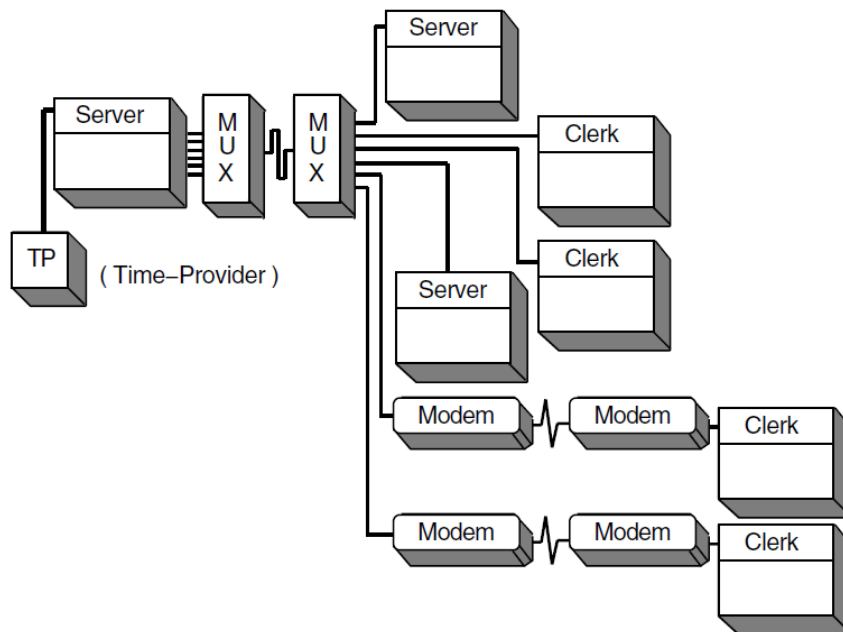 Server
Server
M
U
X
M
U
X
Clerk
TP
( Time–Provider )
Clerk
Server
Modem
Modem
Clerk
Modem
Modem
Clerk